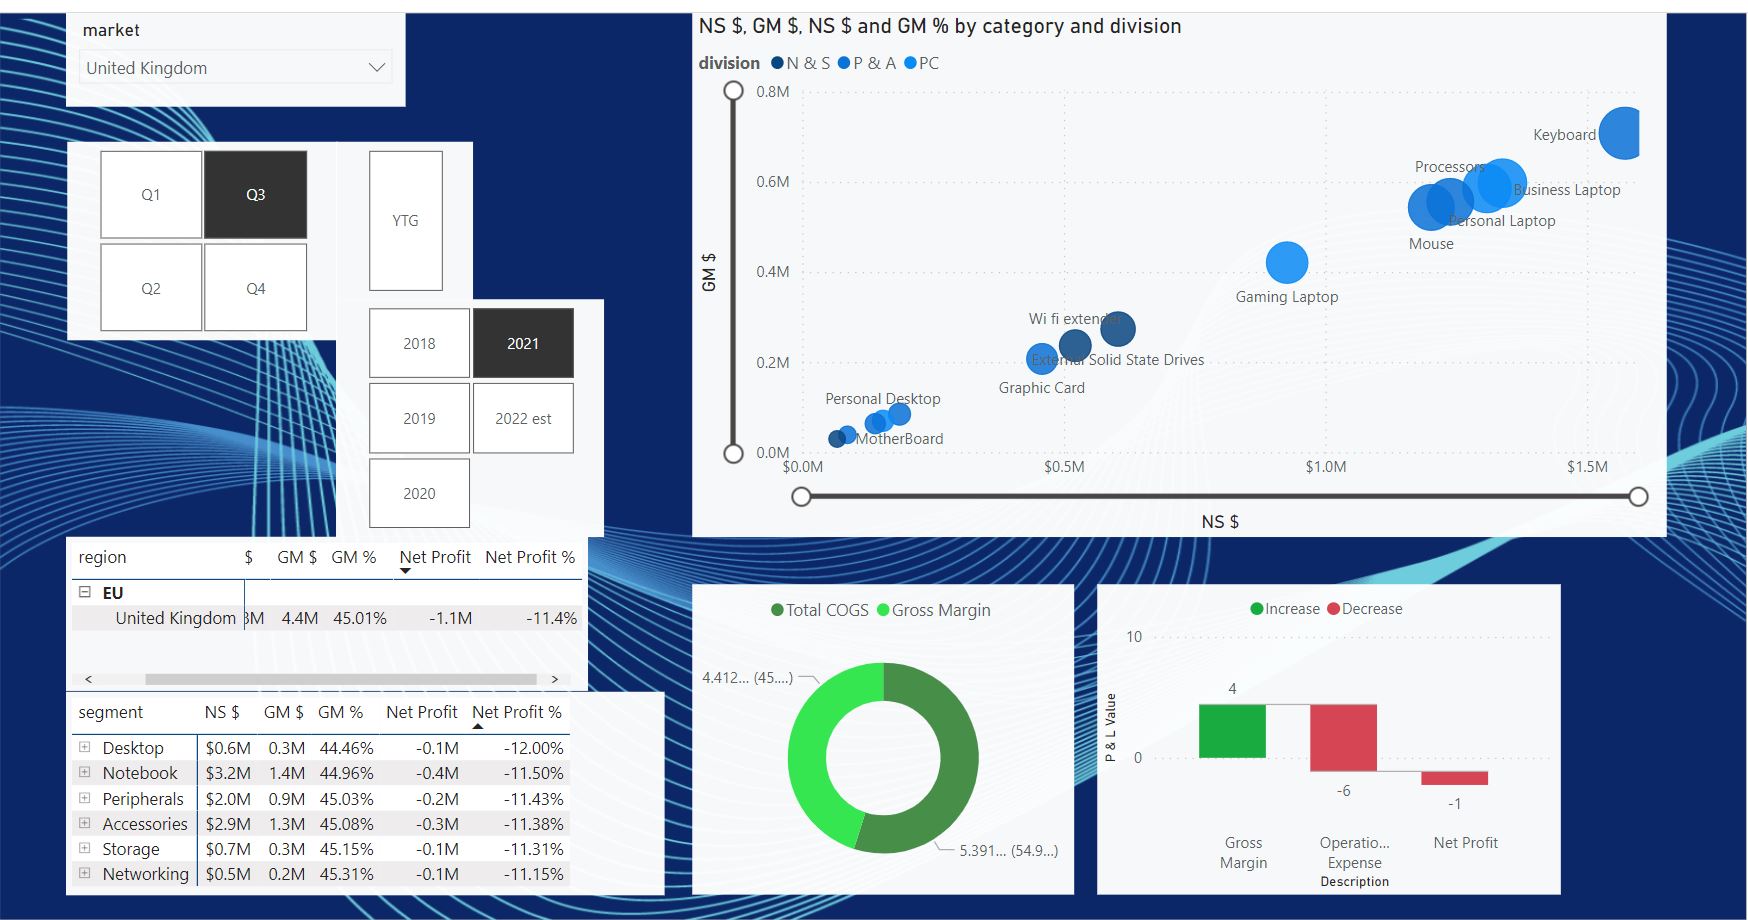 market
United Kingdom
Q1
Q3
Q2
Q4
YTG
2018
2021
2019
2022 est
2020
NS $, GM $, NS $ and GM % by category and division
division N & S P & A PC
GM $
0.8M
0.6M
0.4M
0.2M
0.0M
Keyboard
Processors
Business Laptop
Personal Laptop
Mouse
Gaming Laptop
Wi fi extender
External Solid State Drives
Graphic Card
Personal Desktop
MotherBoard
$0.0M $0.5M $1.0M $1.5M
NS $
region $ GM $ GM % Net Profit Net Profit %
EU
United Kingdom 3M 4.4M 45.01% -1.1M -11.4%
segment NS $ GM $ GM % Net Profit Net Profit %
Desktop $0.6M 0.3M 44.46% -0.1M -12.00%
Notebook $3.2M 1.4M 44.96% -0.4M -11.50%
Peripherals $2.0M 0.9M 45.03% -0.2M -11.43%
Accessories $2.9M 1.3M 45.08% -0.3M -11.38%
Storage $0.7M 0.3M 45.15% -0.1M -11.31%
Networking $0.5M 0.2M 45.31% -0.1M -11.15%
Total COGS Gross Margin
4.412... (45....)
5.391... (54.9...)
Increase Decrease
P & L Value
10
0
4
-6
-1
Gross Margin
Operatio... Expense
Net Profit
Description